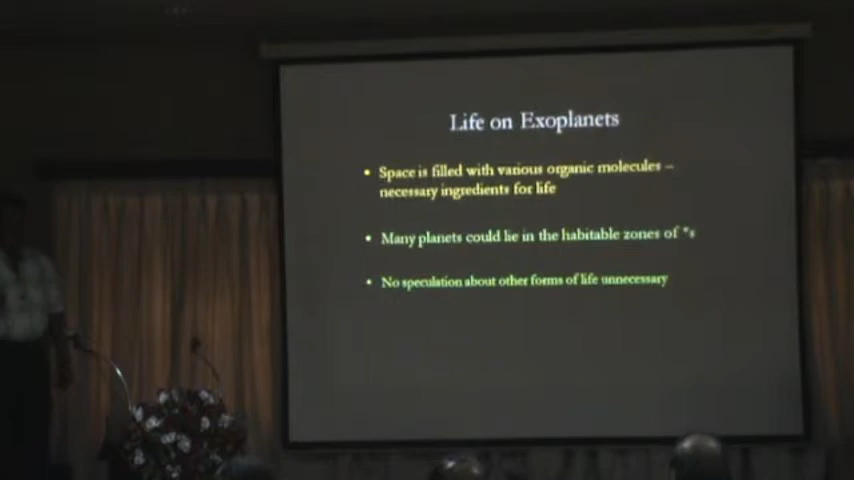 Life on Exoplanets
• Space is filled with various organic molecules –
necessary ingredients for life
• Many planets could lie in the habitable zones of *s
• No speculation about other forms of life unnecessary